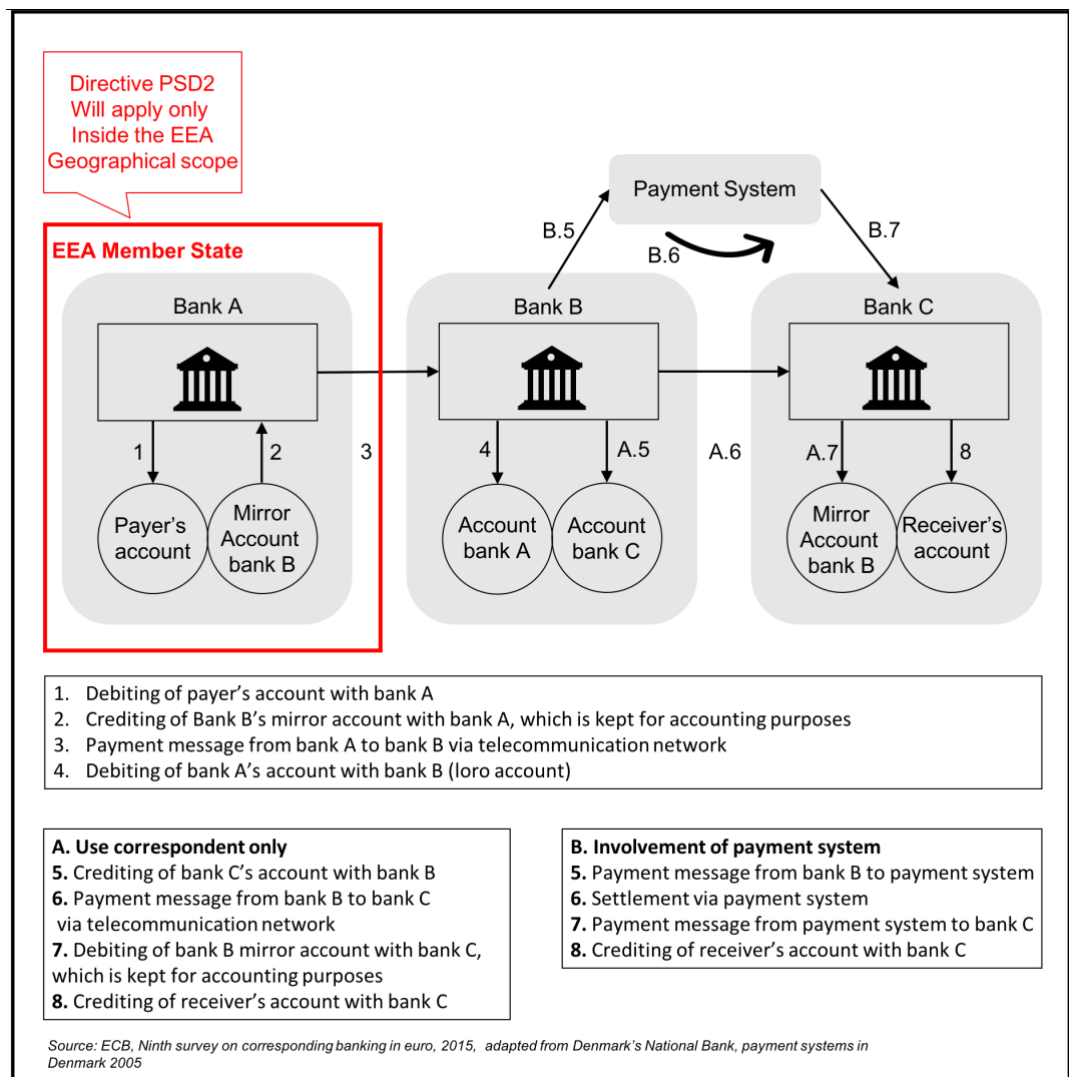 Directive PSD2
Will apply only
Inside the EEA
Geographical scope
Payment System
B.5
B.6
B.7
EEA Member State
Bank A
Bank B
Bank C
1
2
3
4
A.5
A.6
A.7
8
Payer's
account
Mirror
Account
bank B
Account
bank A
Account
bank C
Mirror
Account
bank B
Receiver's
account
1. Debiting of payer's account with bank A
2. Crediting of Bank B's mirror account with bank A, which is kept for accounting purposes
3. Payment message from bank A to bank B via telecommunication network
4. Debiting of bank A's account with bank B (loro account)
A. Use correspondent only
5. Crediting of bank C's account with bank B
6. Payment message from bank B to bank C
via telecommunication network
7. Debiting of bank B mirror account with bank C,
which is kept for accounting purposes
8. Crediting of receiver's account with bank C
B. Involvement of payment system
5. Payment message from bank B to payment system
6. Settlement via payment system
7. Payment message from payment system to bank C
8. Crediting of receiver's account with bank C
Source: ECB, Ninth survey on corresponding banking in euro, 2015, adapted from Denmark's National Bank, payment systems in
Denmark 2005